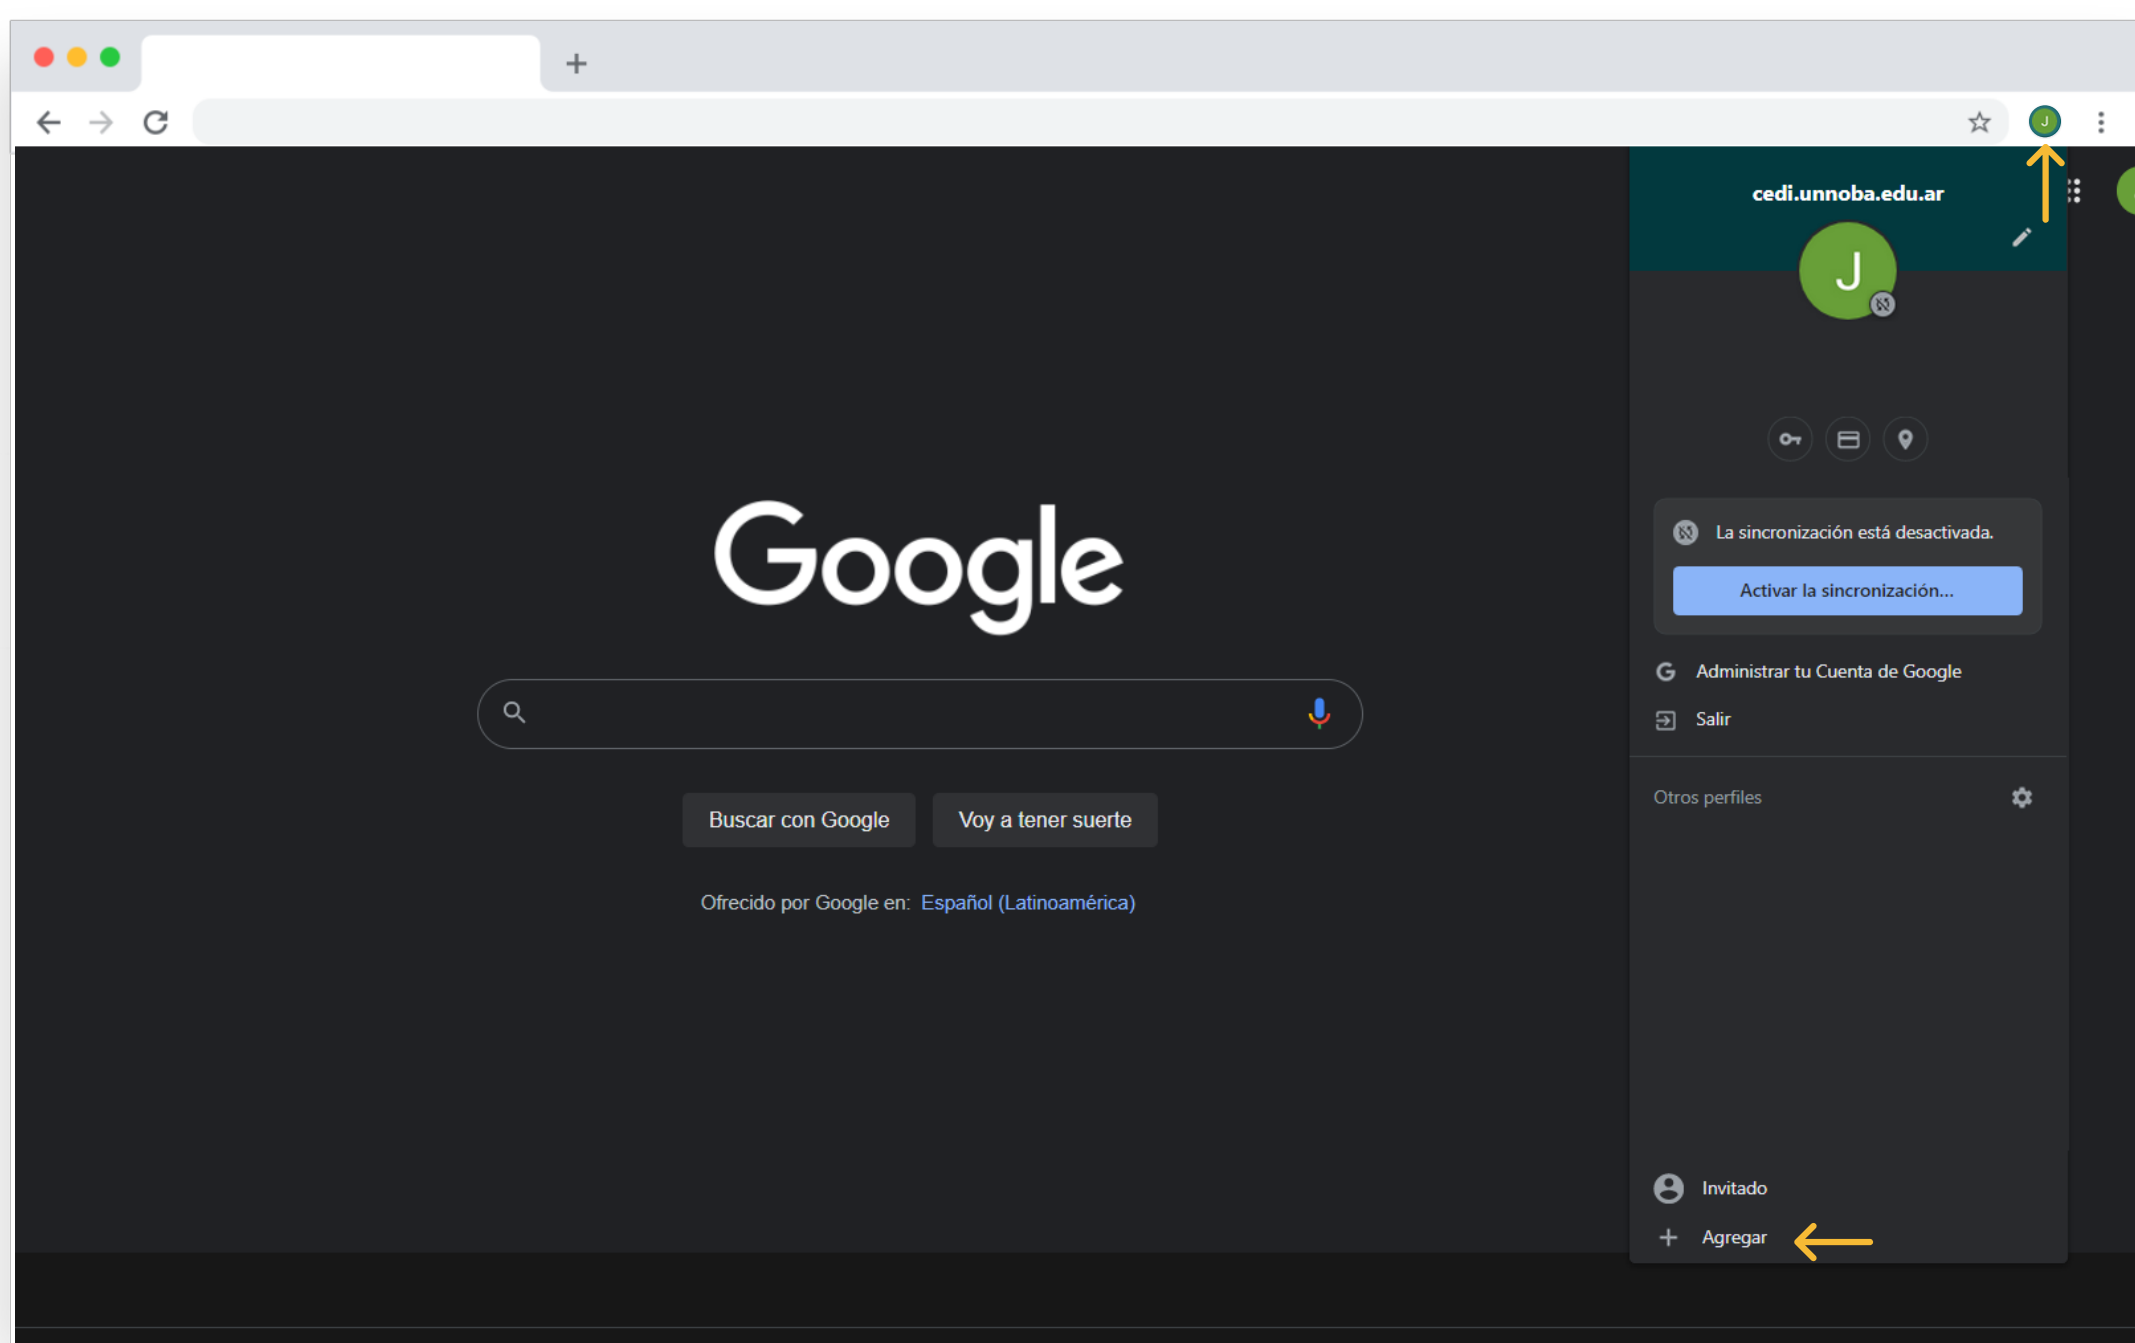 J
cedi.unnoba.edu.ar
J
Google
La sincronización está desactivada.
Activar la sincronización...
G Administrar tu Cuenta de Google
Salir
Otros perfiles
Buscar con Google
Voy a tener suerte
Ofrecido por Google en: Español (Latinoamérica)
Invitado
Agregar